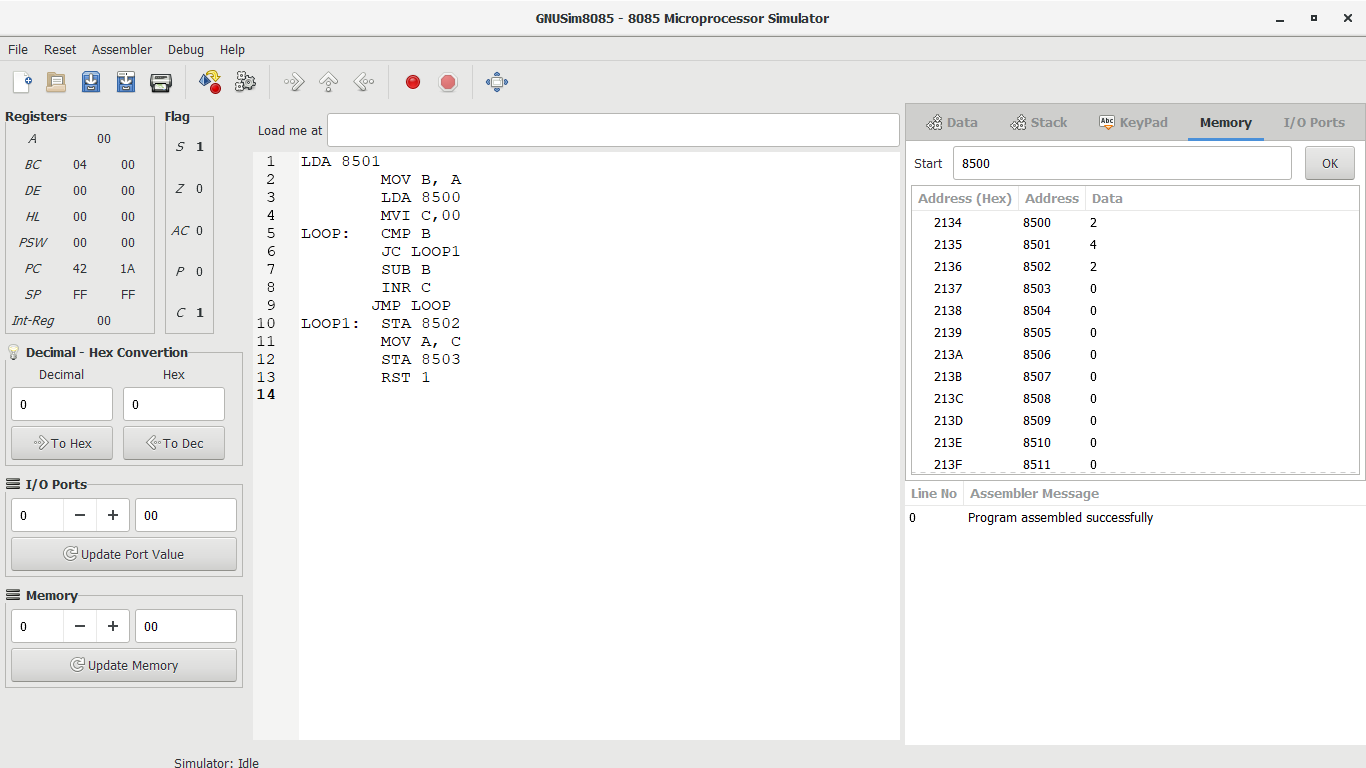 GNUSim8085 - 8085 Microprocessor Simulator
File Reset Assembler Debug Help
Registers
A 00
BC 04 00
DE 00 00
HL 00 00
PSW 00 00
PC 42 1A
SP FF FF
Int-Reg 00
Flag
S 1
Z 0
AC 0
P 0
C 1
Decimal - Hex Convertion
Decimal Hex
0 0
To Hex To Dec
I/O Ports
0 − + 00
Update Port Value
Memory
0 − + 00
Update Memory
Load me at
1 LDA 8501
2 MOV B, A
3 LDA 8500
4 MVI C,00
5 LOOP: CMP B
6 JC LOOP1
7 SUB B
8 INR C
9 JMP LOOP
10 LOOP1: STA 8502
11 MOV A, C
12 STA 8503
13 RST 1
14
Data Stack Abc KeyPad Memory I/O Ports
Start 8500 OK
Address (Hex) Address Data
2134 8500 2
2135 8501 4
2136 8502 2
2137 8503 0
2138 8504 0
2139 8505 0
213A 8506 0
213B 8507 0
213C 8508 0
213D 8509 0
213E 8510 0
213F 8511 0
Line No Assembler Message
0 Program assembled successfully
Simulator: Idle